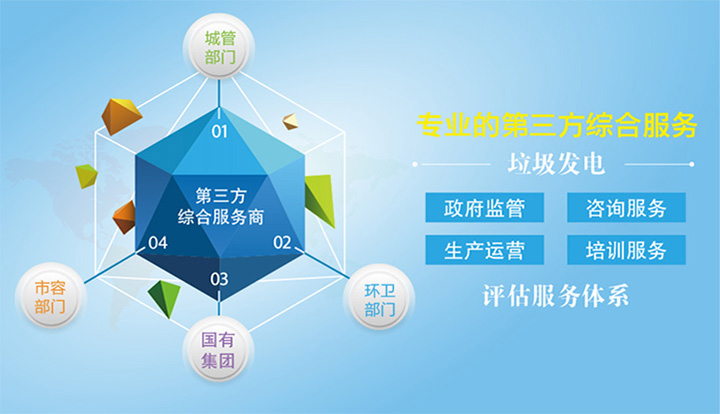 城管
部门
01
第三方
综合服务商
04
02
03
市容
部门
环卫
部门
国有
集团
专业的第三方综合服务
垃圾发电
政府监管
咨询服务
生产运营
培训服务
评估服务体系